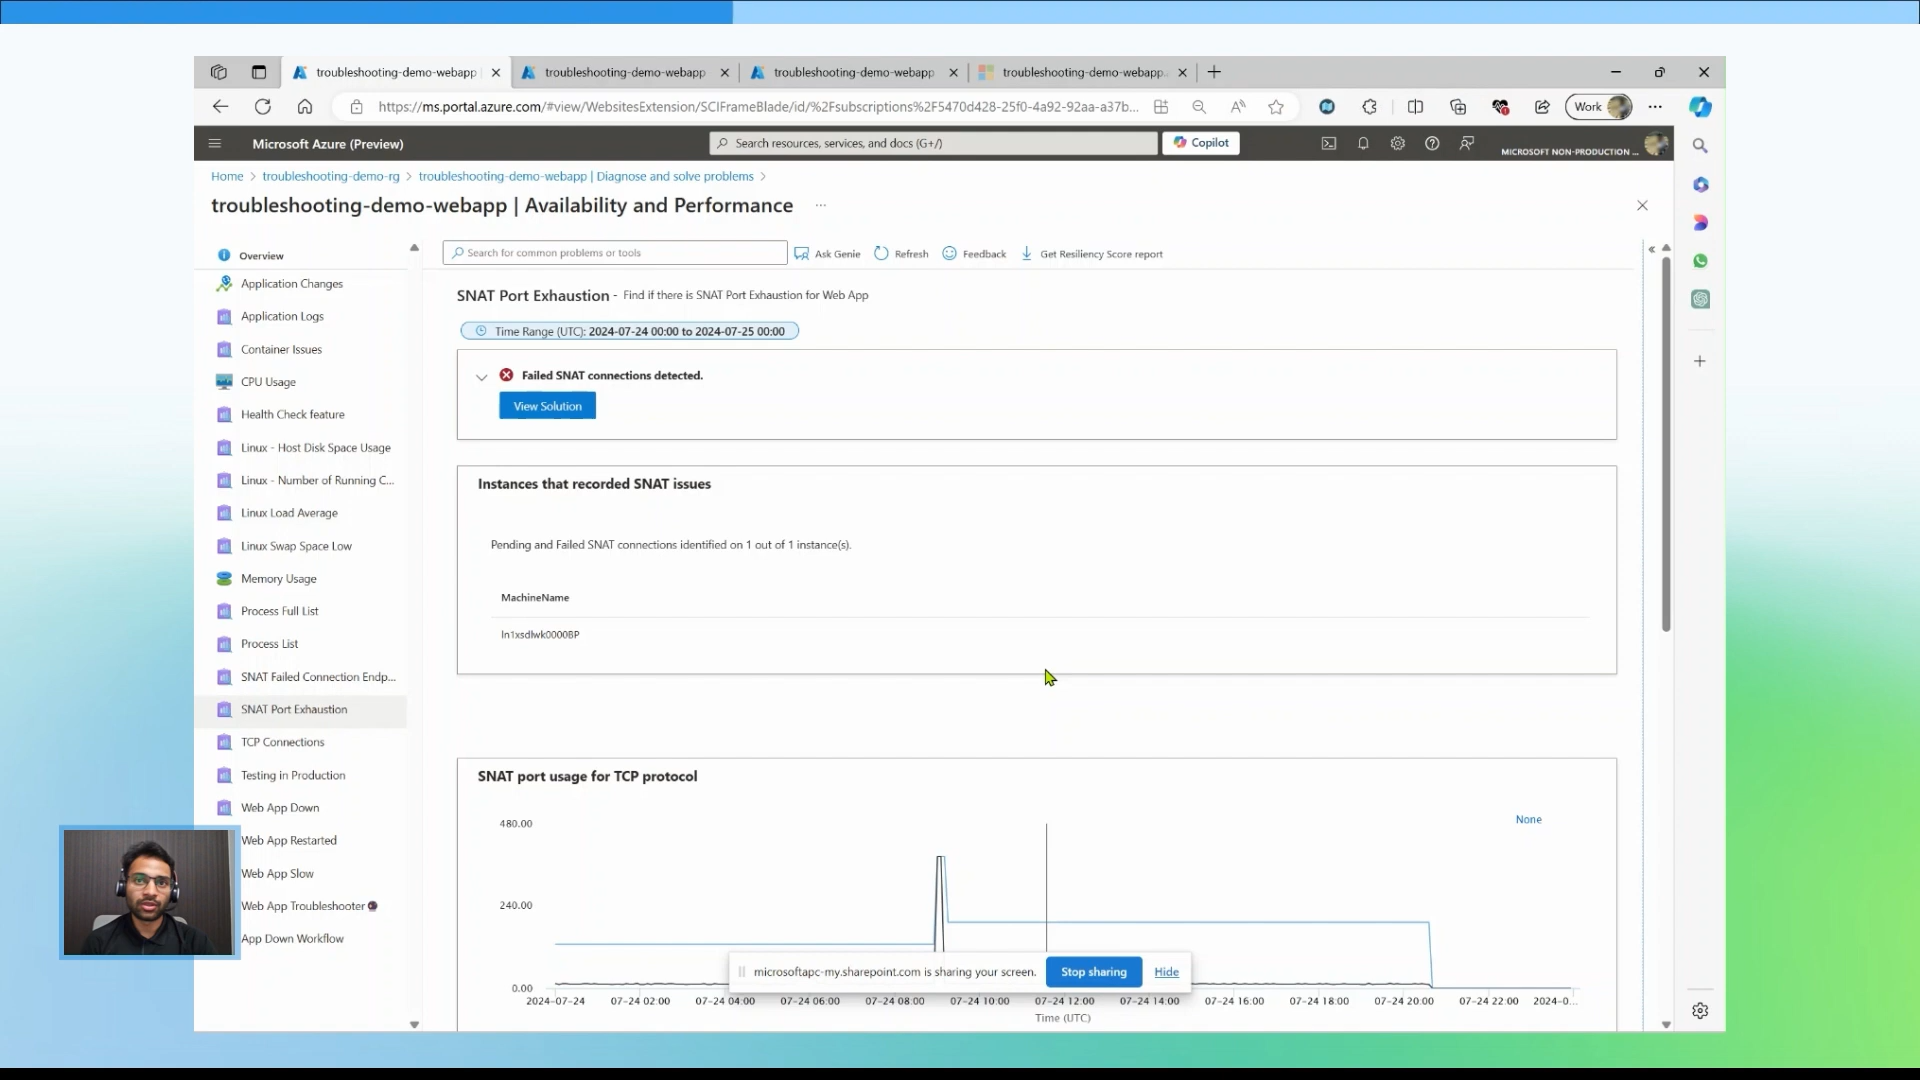 troubleshooting-demo-webapp
troubleshooting-demo-webapp
troubleshooting-demo-webapp
troubleshooting-demo-webapp.
https://ms.portal.azure.com/#view/WebsitesExtension/SCIFrameBlade/id/%2Fsubscriptions%2F5470d428-25f0-4a92-92aa-a37b...
Work
Microsoft Azure (Preview)
Search resources, services, and docs (G+/)
Copilot
MICROSOFT NON-PRODUCTION ...
Home > troubleshooting-demo-rg > troubleshooting-demo-webapp | Diagnose and solve problems >
troubleshooting-demo-webapp | Availability and Performance ...
Overview
Application Changes
Application Logs
Container Issues
CPU Usage
Health Check feature
Linux - Host Disk Space Usage
Linux - Number of Running C...
Linux Load Average
Linux Swap Space Low
Memory Usage
Process Full List
Process List
SNAT Failed Connection Endp...
SNAT Port Exhaustion
TCP Connections
Testing in Production
Web App Down
Web App Restarted
Web App Slow
Web App Troubleshooter
App Down Workflow
Search for common problems or tools
Ask Genie
Refresh
Feedback
Get Resiliency Score report
SNAT Port Exhaustion - Find if there is SNAT Port Exhaustion for Web App
Time Range (UTC): 2024-07-24 00:00 to 2024-07-25 00:00
Failed SNAT connections detected.
View Solution
Instances that recorded SNAT issues
Pending and Failed SNAT connections identified on 1 out of 1 instance(s).
MachineName
ln1xsdlwk0000BP
SNAT port usage for TCP protocol
480.00
None
240.00
microsoftapc-my.sharepoint.com is sharing your screen.
Stop sharing
Hide
0.00
2024-07-24 07-24 02:00 07-24 04:00 07-24 06:00 07-24 08:00 07-24 10:00 07-24 12:00 07-24 14:00 07-24 16:00 07-24 18:00 07-24 20:00 07-24 22:00 2024-0...
Time (UTC)